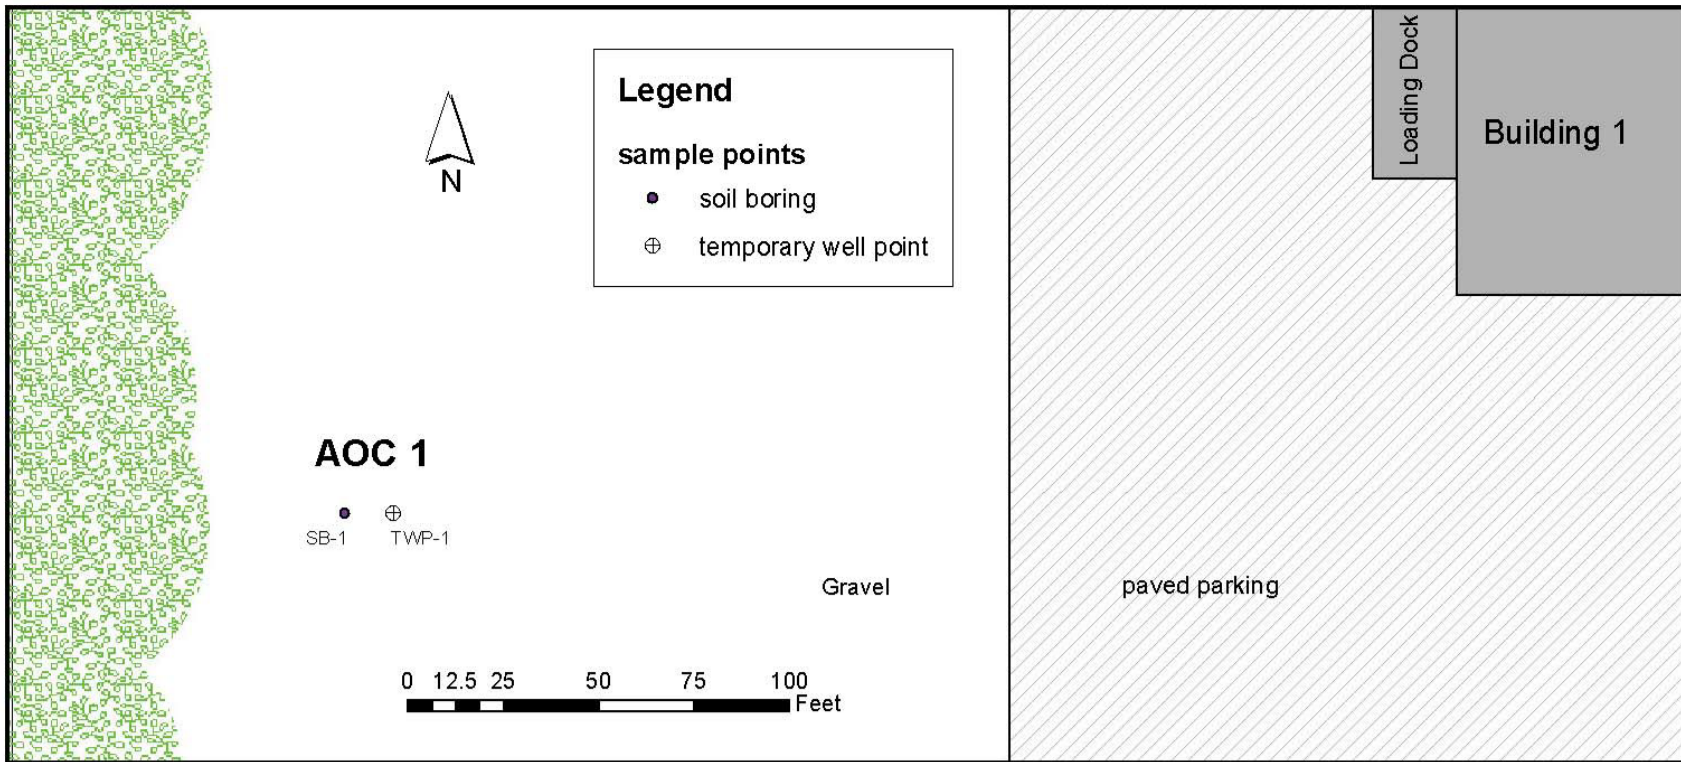 Legend
sample points
soil boring
temporary well point
N
Loading Dock
Building 1
AOC 1
SB-1 TWP-1
Gravel
paved parking
0 12.5 25 50 75 100
Feet